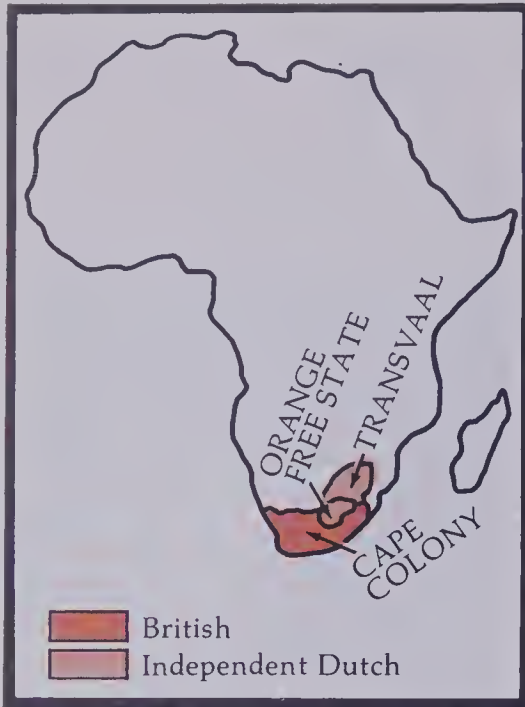 ORANGE
FREE STATE
TRANSVAAL
CAPE
COLONY
British
Independent Dutch